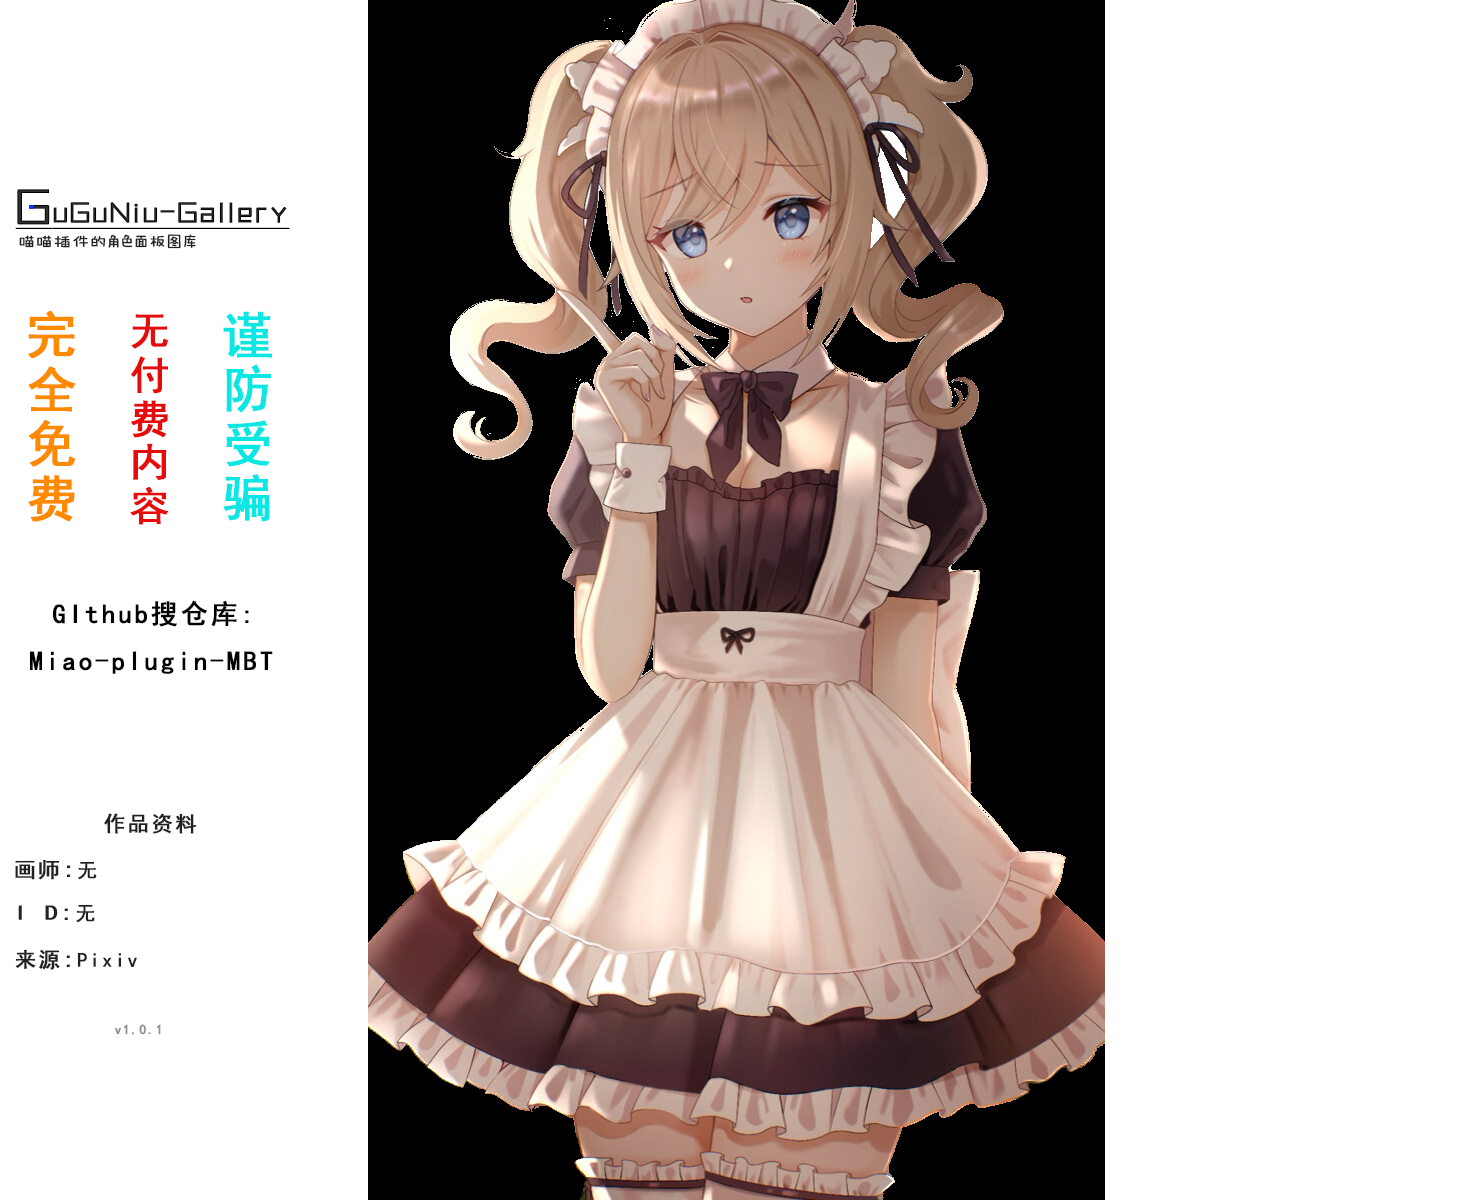 GuGuNiu-Gallery
喵喵插件的角色面板图库
完全免费
无付费内容
谨防受骗
GIthub搜仓库:
Miao-plugin-MBT
作品资料
画师:无
I D:无
来源:Pixiv
v1.0.1